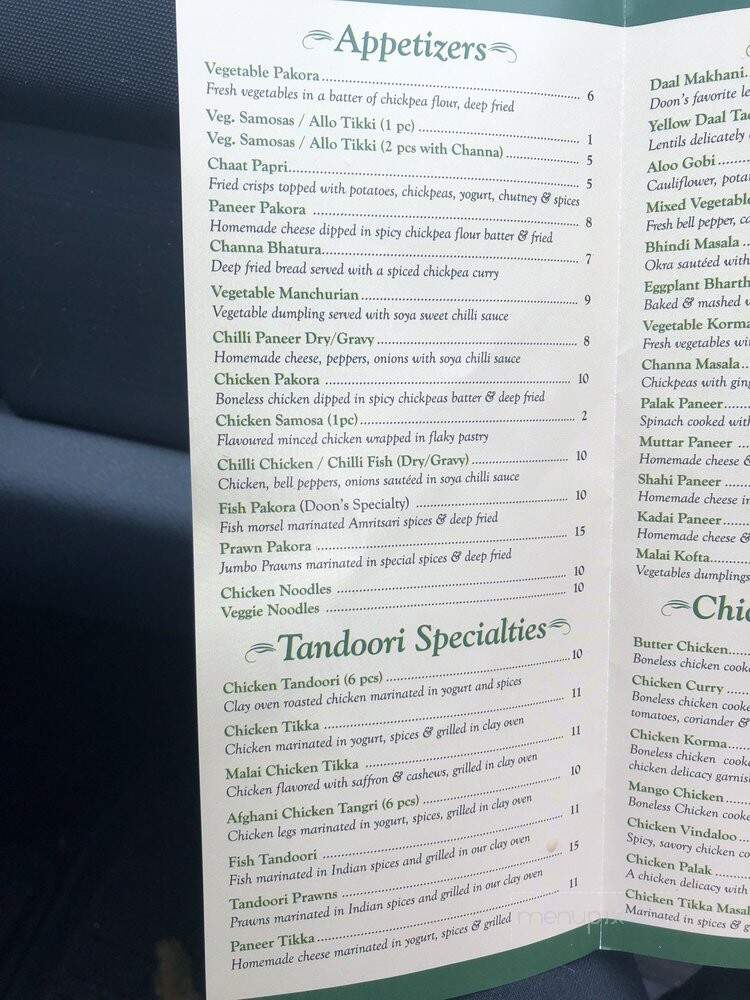 Appetizers
Vegetable Pakora 6
Fresh vegetables in a batter of chickpea flour, deep fried
Veg. Samosas / Allo Tikki (1 pc) 1
Veg. Samosas / Allo Tikki (2 pcs with Channa) 5
Chaat Papri 5
Fried crisps topped with potatoes, chickpeas, yogurt, chutney & spices
Paneer Pakora 8
Homemade cheese dipped in spicy chickpea flour batter & fried
Channa Bhatura 7
Deep fried bread served with a spiced chickpea curry
Vegetable Manchurian 9
Vegetable dumpling served with soya sweet chilli sauce
Chilli Paneer Dry/Gravy 8
Homemade cheese, peppers, onions with soya chilli sauce
Chicken Pakora 10
Boneless chicken dipped in spicy chickpeas batter & deep fried
Chicken Samosa (1pc) 2
Flavoured minced chicken wrapped in flaky pastry
Chilli Chicken / Chilli Fish (Dry/Gravy) 10
Chicken, bell peppers, onions sautéed in soya chilli sauce
Fish Pakora (Doon's Specialty) 10
Fish morsel marinated Amritsari spices & deep fried
Prawn Pakora 15
Jumbo Prawns marinated in special spices & deep fried
Chicken Noodles 10
Veggie Noodles 10
Tandoori Specialties
Chicken Tandoori (6 pcs) 10
Clay oven roasted chicken marinated in yogurt and spices
Chicken Tikka 11
Chicken marinated in yogurt, spices & grilled in clay oven
Malai Chicken Tikka 11
Chicken flavored with saffron & cashews, grilled in clay oven
Afghani Chicken Tangri (6 pcs) 10
Chicken legs marinated in yogurt, spices, grilled in clay oven
Fish Tandoori 11
Fish marinated in Indian spices and grilled in our clay oven
Tandoori Prawns 15
Prawns marinated in Indian spices and grilled in our clay oven
Paneer Tikka 11
Homemade cheese marinated in yogurt, spices & grilled
Daal Makhani
Doon's favorite
Yellow Daal
Lentils delicately
Aloo Gobi
Cauliflower,
Mixed
Fresh bell pepper,
Bhindi Masala
Okra sautéed with
Eggplant
Baked & mashed
Vegetable
Fresh vegetables
Channa Masala
Chickpeas with
Palak Paneer
Spinach cooked
Muttar Paneer
Homemade cheese &
Shahi Paneer
Homemade cheese
Kadai Paneer
Homemade cheese &
Malai Kofta
Vegetables dumplings
Butter Chicken
Boneless chicken
Chicken Curry
Boneless chicken
tomatoes, coriander &
Chicken Korma
Boneless chicken
chicken delicacy
Mango Chicken
Boneless Chicken
Chicken Vindaloo
Spicy, savory chicken
Chicken Palak
A chicken delicacy with
Chicken Tikka
Marinated in spices &
menupix